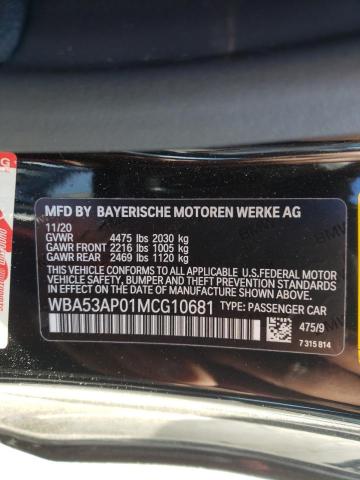 MFD BY BAYERISCHE MOTOREN WERKE AG
11/20
GVWR 4475 lbs 2030 kg
GAWR FRONT 2216 lbs 1005 kg
GAWR REAR 2469 lbs 1120 kg
THIS VEHICLE CONFORMS TO ALL APPLICABLE U.S. FEDERAL MOTOR
VEHICLE SAFETY, BUMPER, AND THEFT PREVENTION STANDARDS
IN EFFECT ON THE DATE OF MANUFACTURE SHOWN ABOVE.
WBA53AP01MCG10681 TYPE: PASSENGER CAR
475/9
7 315 814